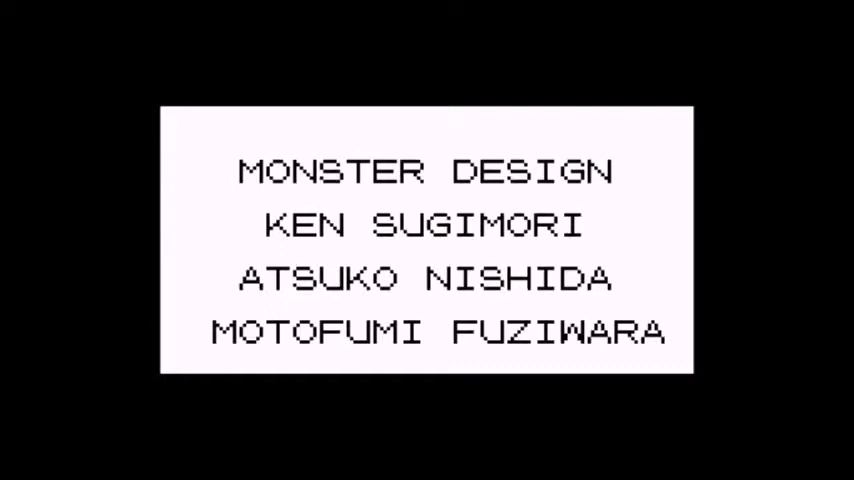 MONSTER DESIGN
KEN SUGIMORI
ATSUKO NISHIDA
MOTOFUMI FUZIWARA